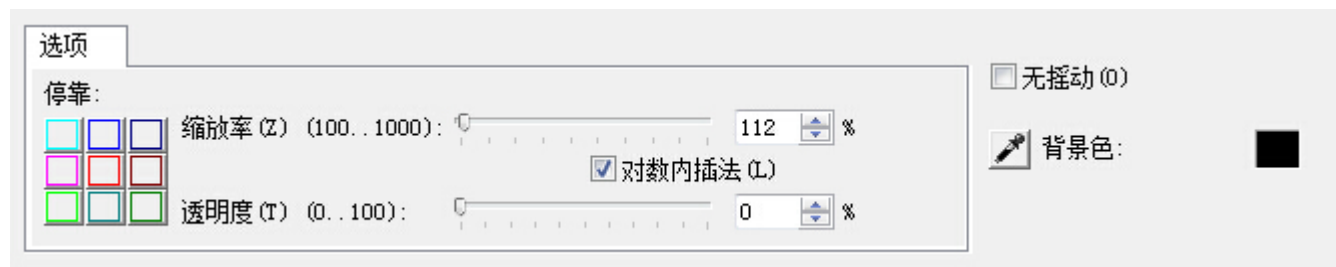 选项
停靠:
缩放率(Z) (100..1000): 112 %
对数内插法(L)
透明度(T) (0..100): 0 %
无摇动(O)
背景色: